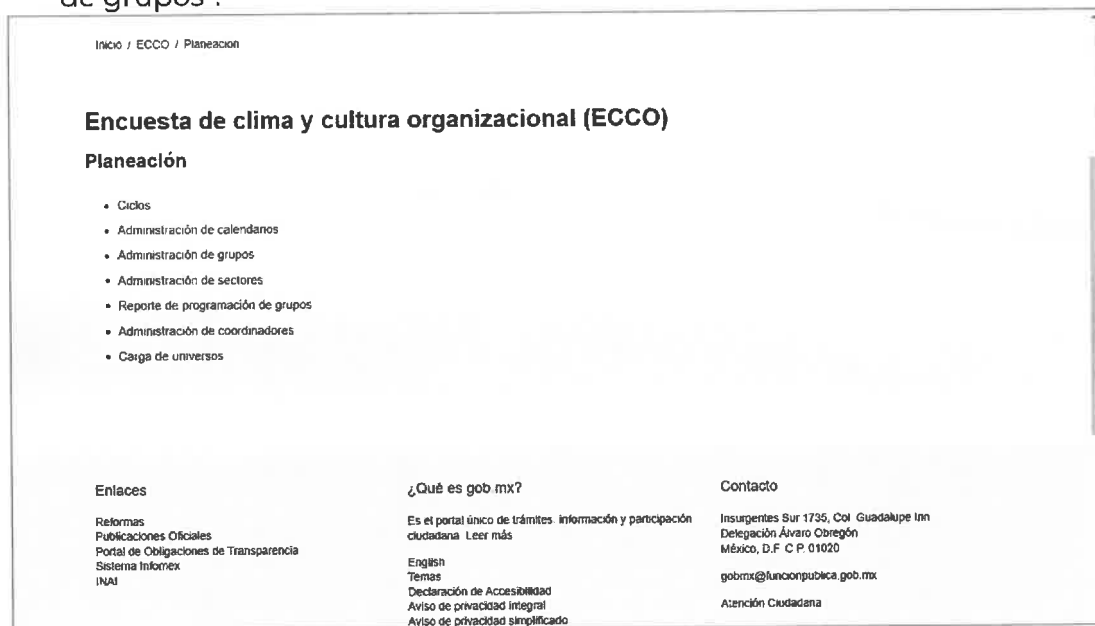 de grupos .
Inicio / ECCO / Planeacion
Encuesta de clima y cultura organizacional (ECCO)
Planeación
• Ciclos
• Administración de calendarios
• Administración de grupos
• Administración de sectores
• Reporte de programación de grupos
• Administración de coordinadores
• Carga de universos
Enlaces
Reformas
Publicaciones Oficiales
Portal de Obligaciones de Transparencia
Sistema Infomex
INAI
¿Qué es gob.mx?
Es el portal único de trámites, información y participación
ciudadana Leer más
English
Temas
Declaración de Accesibilidad
Aviso de privacidad integral
Aviso de privacidad simplificado
Contacto
Insurgentes Sur 1735, Col Guadalupe Inn
Delegación Álvaro Obregón
México, D.F C P. 01020
gobmx@funcionpublica.gob.mx
Atención Ciudadana